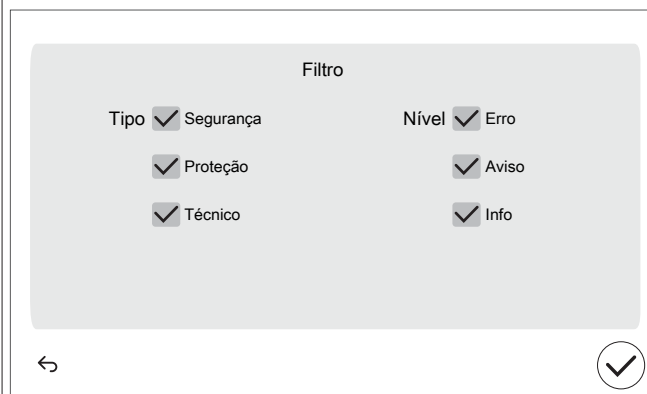 Filtro
Tipo Segurança Nível Erro
Proteção Aviso
Técnico Info